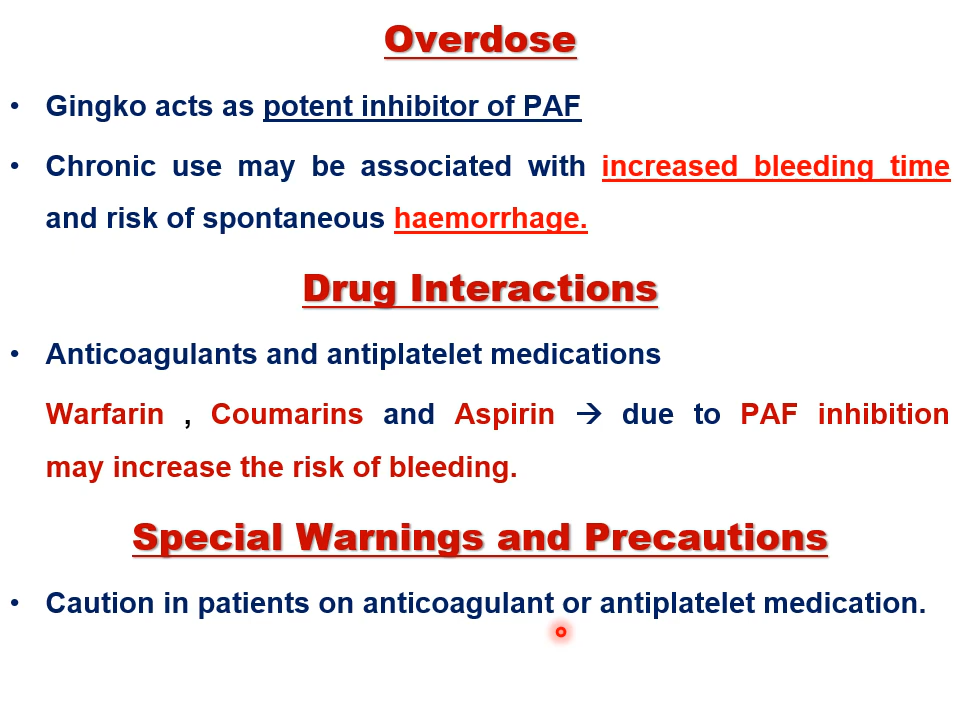 Overdose
• Gingko acts as potent inhibitor of PAF
• Chronic use may be associated with increased bleeding time
and risk of spontaneous haemorrhage.
Drug Interactions
• Anticoagulants and antiplatelet medications
Warfarin , Coumarins and Aspirin → due to PAF inhibition
may increase the risk of bleeding.
Special Warnings and Precautions
• Caution in patients on anticoagulant or antiplatelet medication.